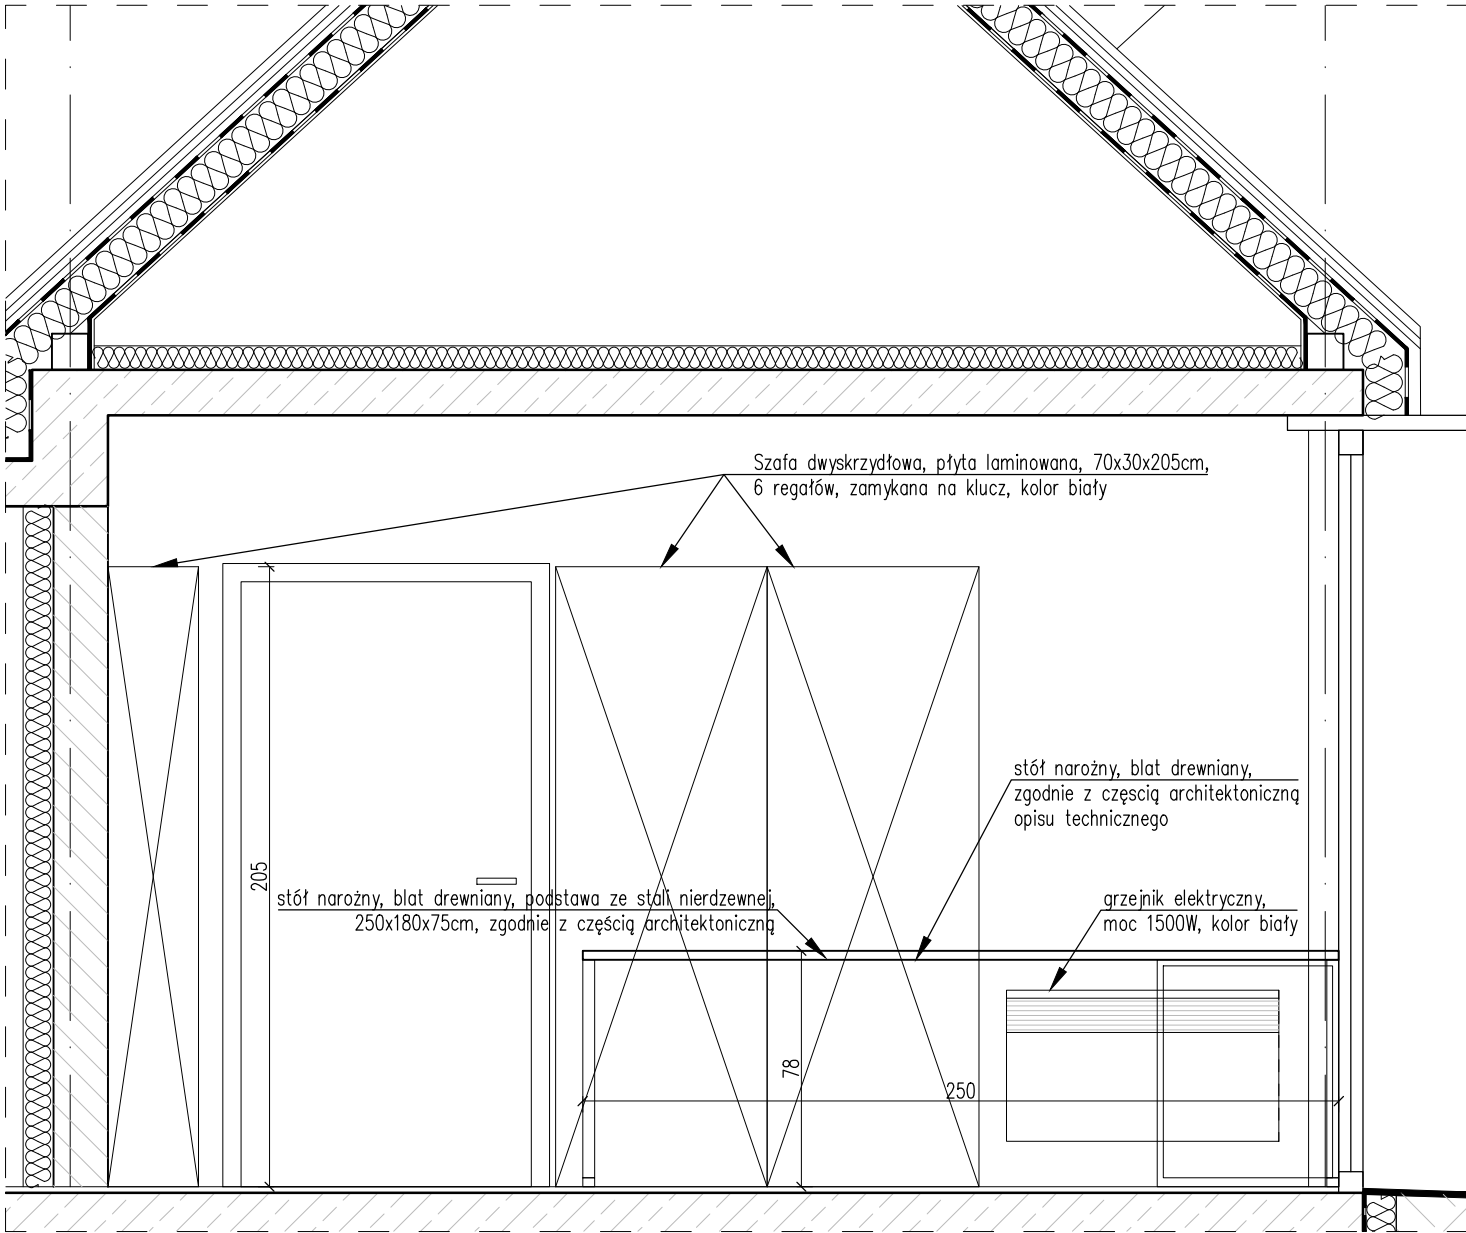 Szafa dwyskrzydłowa, płyta laminowana, 70x30x205cm,
6 regałów, zamykana na klucz, kolor biały
stół narożny, blat drewniany,
zgodnie z częscią architektoniczną
opisu technicznego
205
stół narożny, blat drewniany, podstawa ze stali nierdzewnej,
250x180x75cm, zgodnie z częścią architektoniczną
grzejnik elektryczny,
moc 1500W, kolor biały
78
250